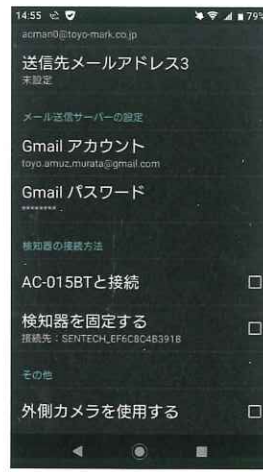 14:55 79%
acman0@toyo-mark.co.jp
送信先メールアドレス3
未設定
メール送信サーバーの設定
Gmail アカウント
toyo.amuz.murata@gmail.com
Gmail パスワード
********
検知器の接続方法
AC-015BTと接続
検知器を固定する
接続先：SENTECH_EF6C8C4B3918
その他
外側カメラを使用する